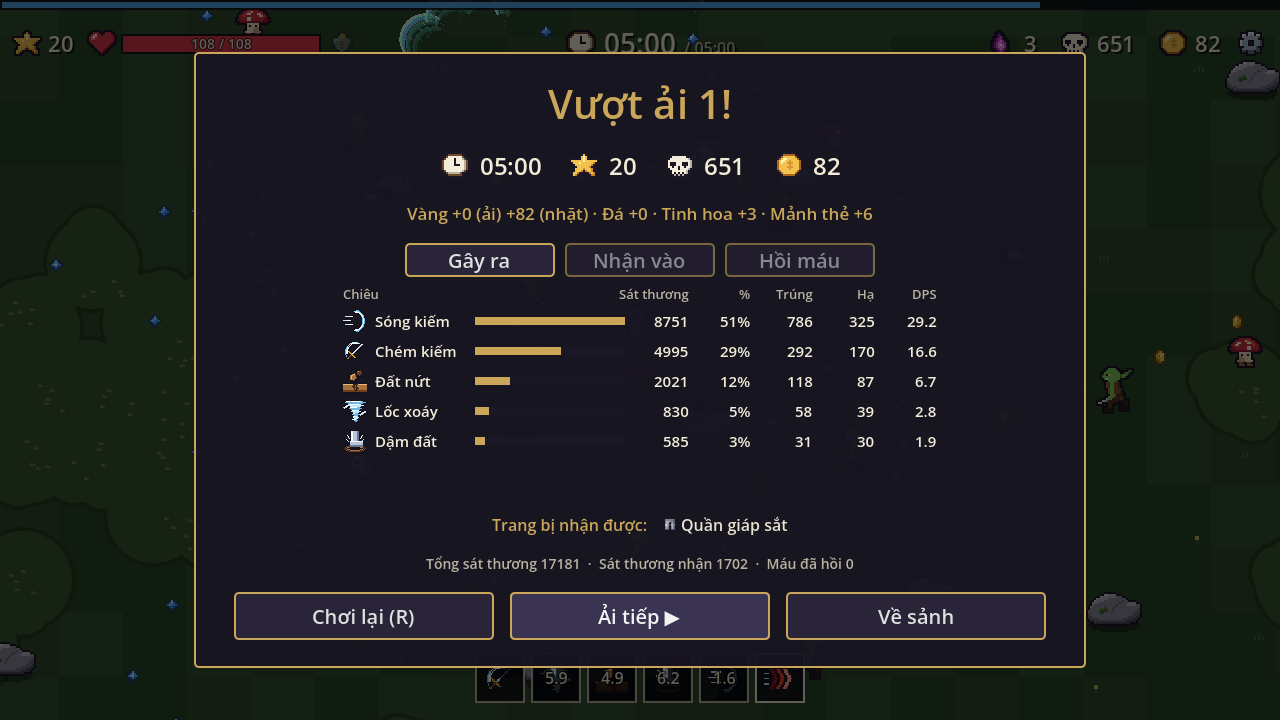 20 108 / 108 05:00 / 05:00 3 651 82
Vượt ải 1!
05:00 20 651 82
Vàng +0 (ải) +82 (nhặt) · Đá +0 · Tinh hoa +3 · Mảnh thẻ +6
Gây ra Nhận vào Hồi máu
Chiêu Sát thương % Trúng Hạ DPS
Sóng kiếm 8751 51% 786 325 29.2
Chém kiếm 4995 29% 292 170 16.6
Đất nứt 2021 12% 118 87 6.7
Lốc xoáy 830 5% 58 39 2.8
Dậm đất 585 3% 31 30 1.9
Trang bị nhận được: Quần giáp sắt
Tổng sát thương 17181 · Sát thương nhận 1702 · Máu đã hồi 0
Chơi lại (R) Ải tiếp ▶ Về sảnh
5.9 4.9 6.2 1.6